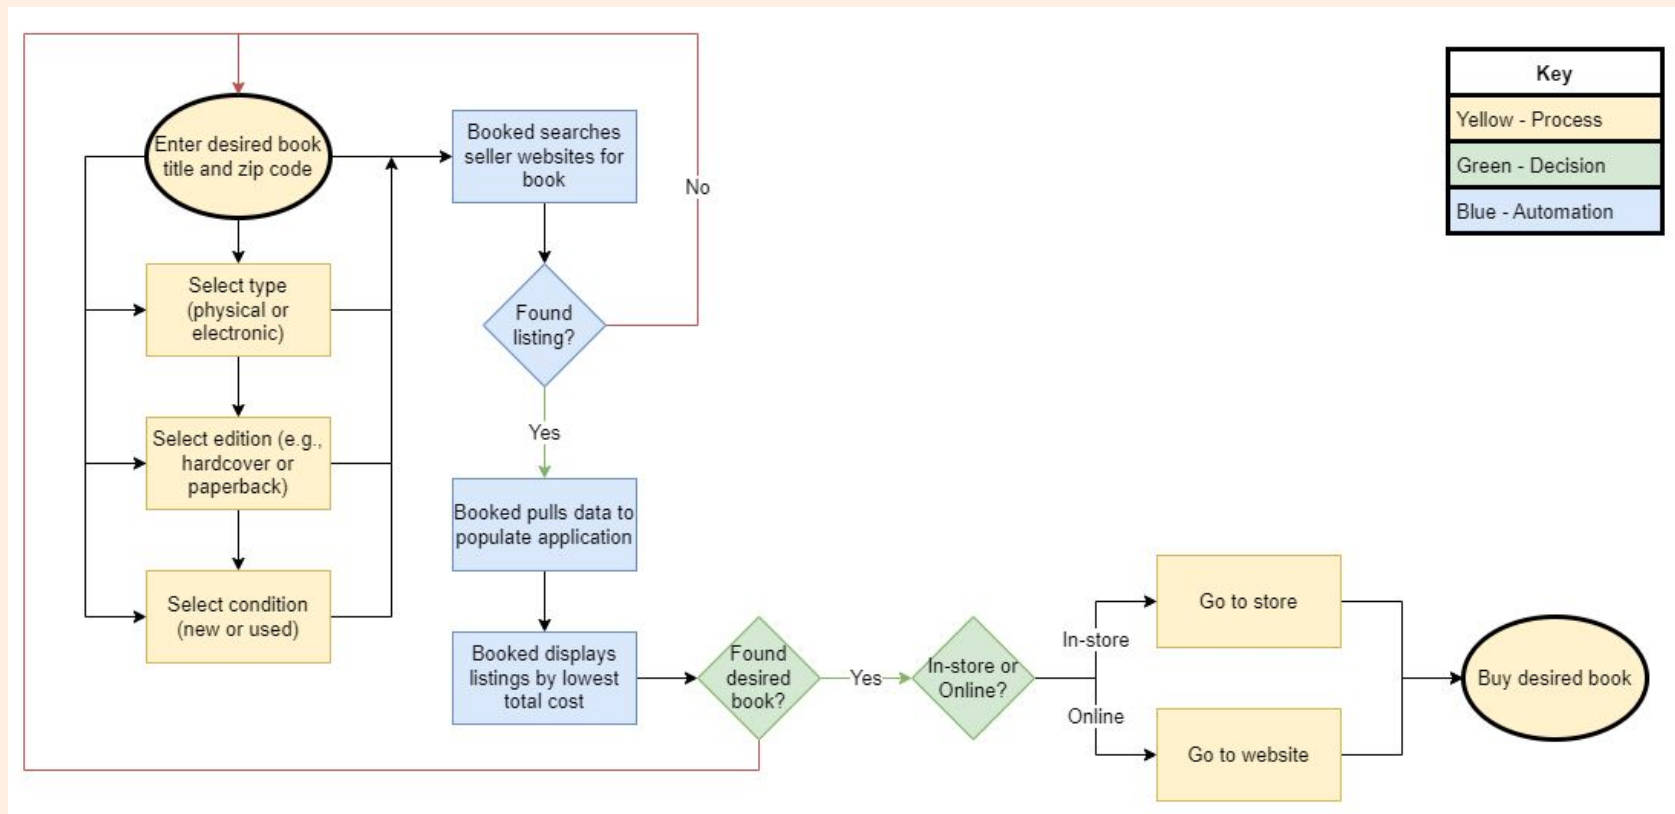 Enter desired book
title and zip code
Select type
(physical or
electronic)
Select edition (e.g.,
hardcover or
paperback)
Select condition
(new or used)
Booked searches
seller websites for
book
Found
listing?
No
Yes
Booked pulls data to
populate application
Booked displays
listings by lowest
total cost
Found
desired
book?
Yes
In-store or
Online?
In-store
Online
Go to store
Go to website
Buy desired book
Key
Yellow - Process
Green - Decision
Blue - Automation